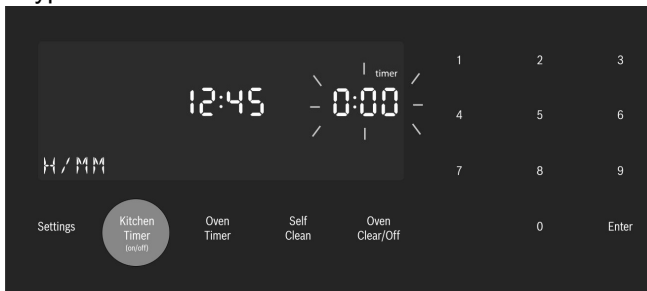 timer
12:45 0:00
H/MM
Settings
Kitchen
Timer
(on/off)
Oven
Timer
Self
Clean
Oven
Clear/Off
1 2 3
4 5 6
7 8 9
0 Enter